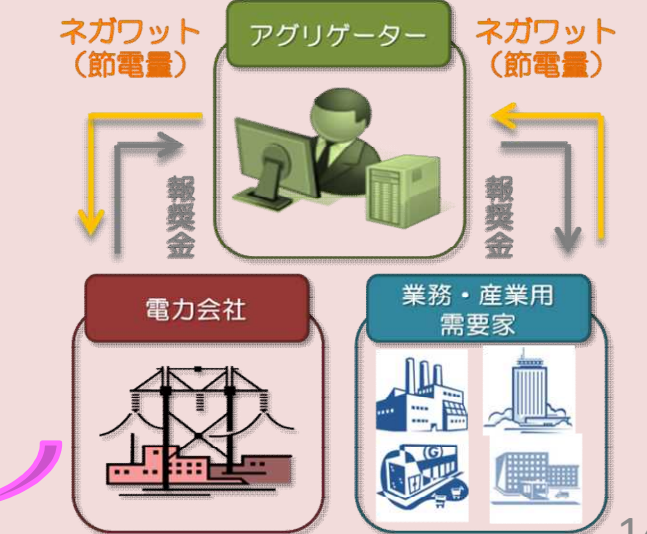 ネガワット
（節電量）
アグリゲーター
ネガワット
（節電量）
報奨金
報奨金
電力会社
業務・産業用
需要家
G